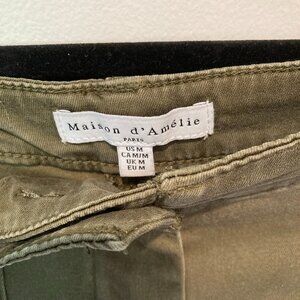 Maison d'Amélie
PARIS
US M
CA M/M
UK M
EU M